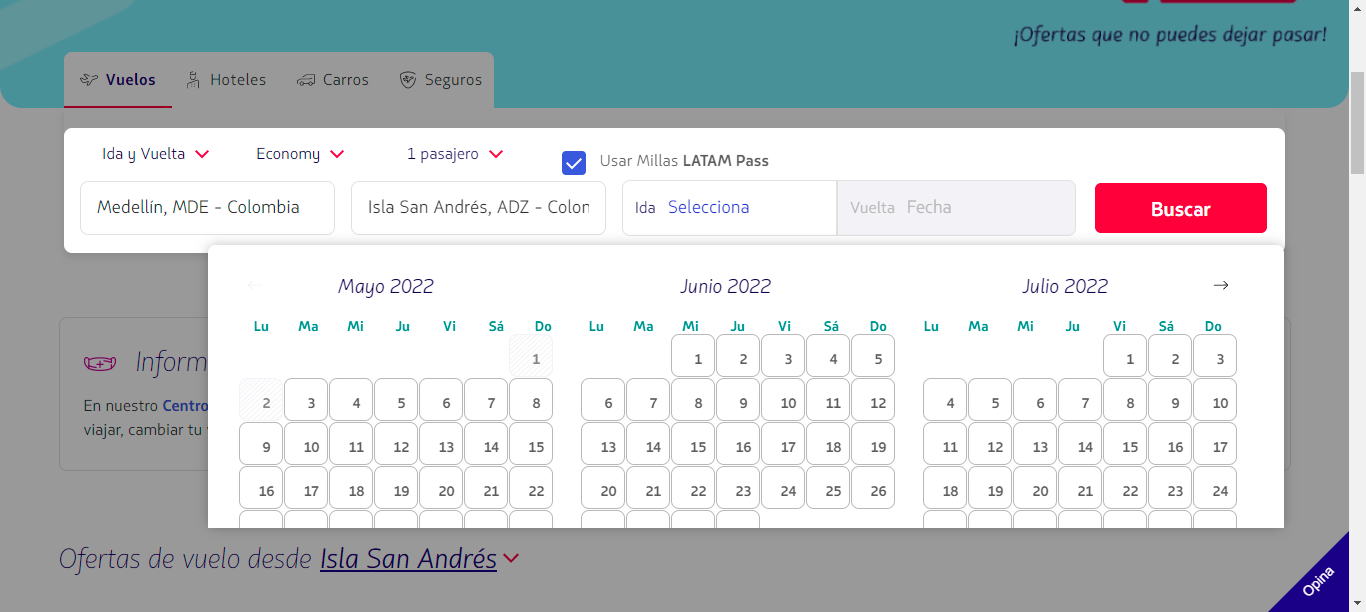 ¡Ofertas que no puedes dejar pasar!
Vuelos Hoteles Carros Seguros
Ida y Vuelta Economy 1 pasajero Usar Millas LATAM Pass
Medellín, MDE - Colombia Isla San Andrés, ADZ - Colon Ida Selecciona Vuelta Fecha Buscar
Mayo 2022 Junio 2022 Julio 2022
Lu Ma Mi Ju Vi Sá Do Lu Ma Mi Ju Vi Sá Do Lu Ma Mi Ju Vi Sá Do
1 1 2 3 4 5 1 2 3
2 3 4 5 6 7 8 6 7 8 9 10 11 12 4 5 6 7 8 9 10
9 10 11 12 13 14 15 13 14 15 16 17 18 19 11 12 13 14 15 16 17
16 17 18 19 20 21 22 20 21 22 23 24 25 26 18 19 20 21 22 23 24
Inform
En nuestro Centro
viajar, cambiar tu
Ofertas de vuelo desde Isla San Andrés
Opina